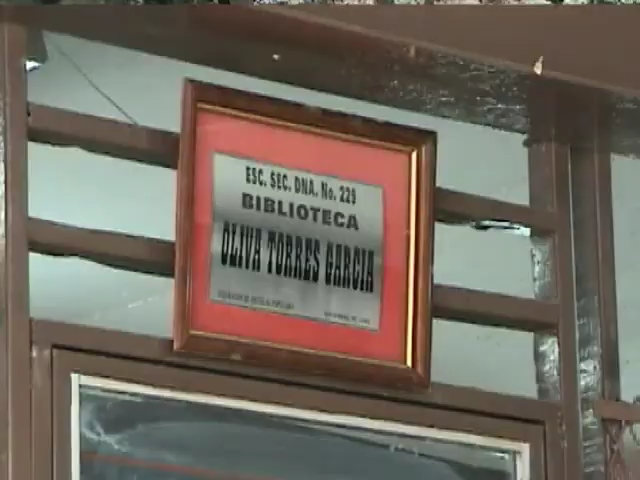 ESC. SEC. DNA. No. 229
BIBLIOTECA
OLIVA TORRES GARCIA